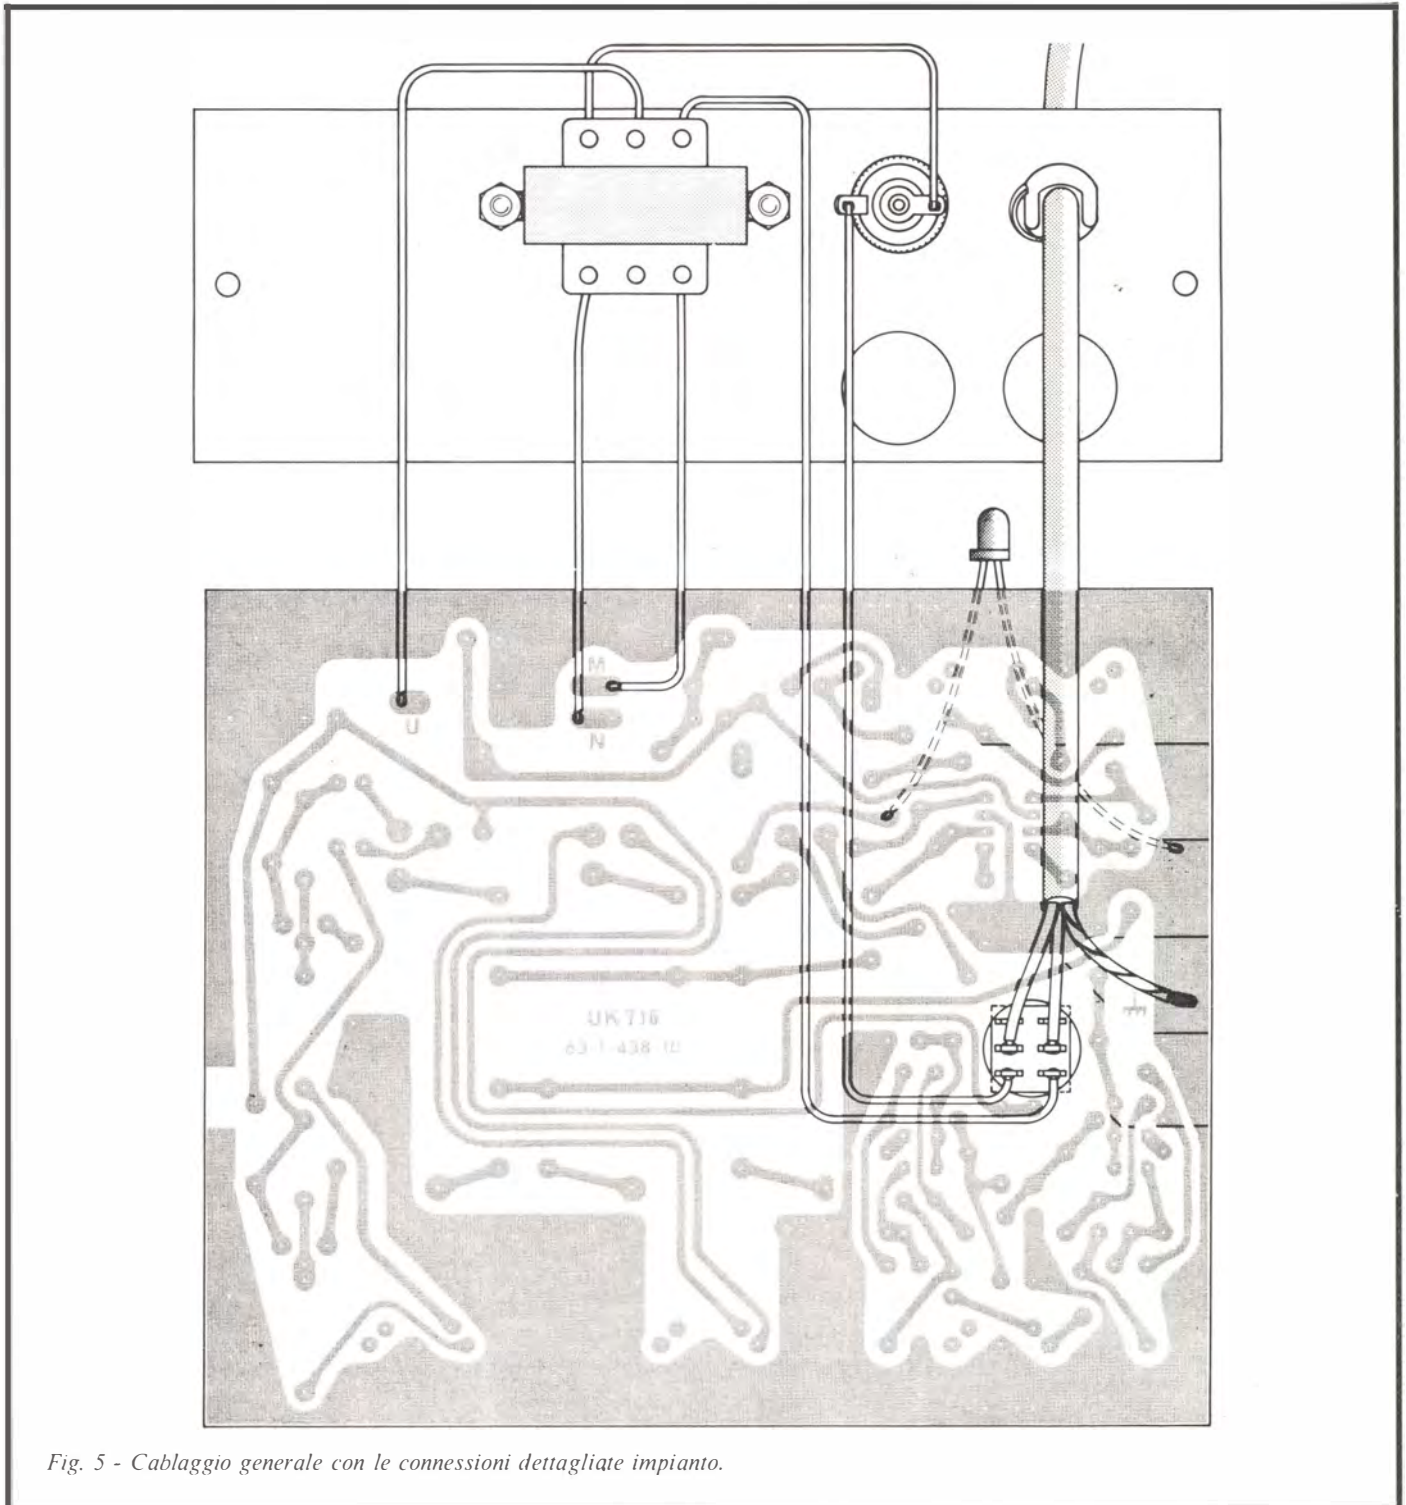 M
U
N
UK 716
Fig. 5 - Cablaggio generale con le connessioni dettagliate impianto.